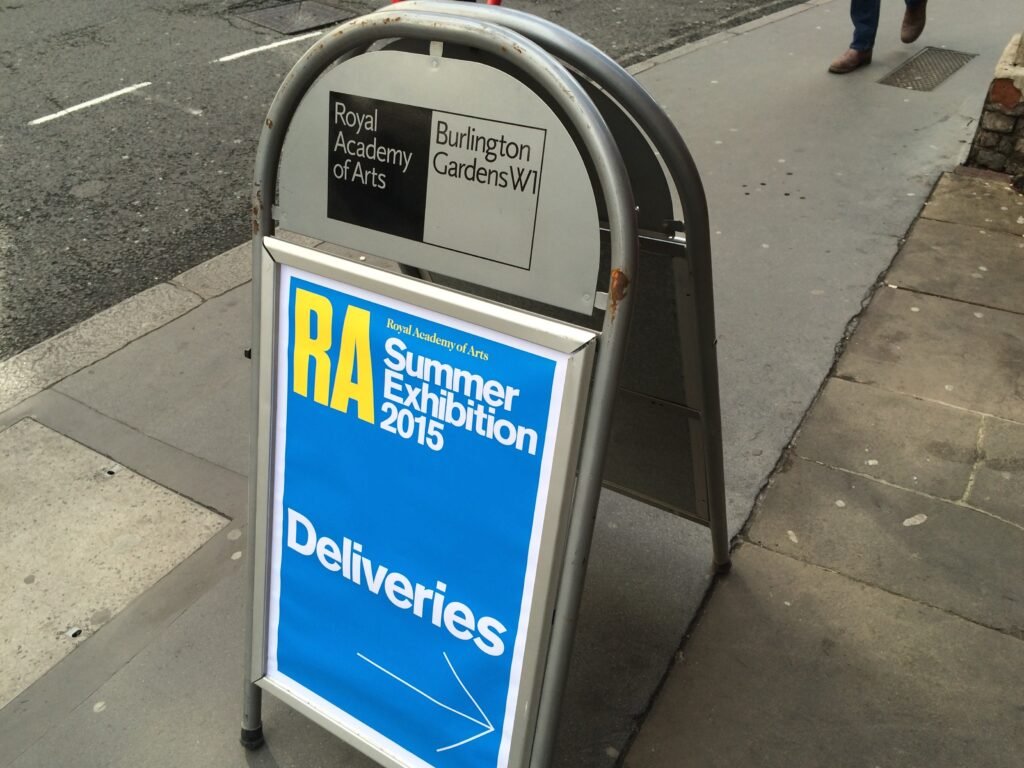 Royal
Academy
of Arts
Burlington
Gardens W1
RA
Royal Academy of Arts
Summer
Exhibition
2015
Deliveries